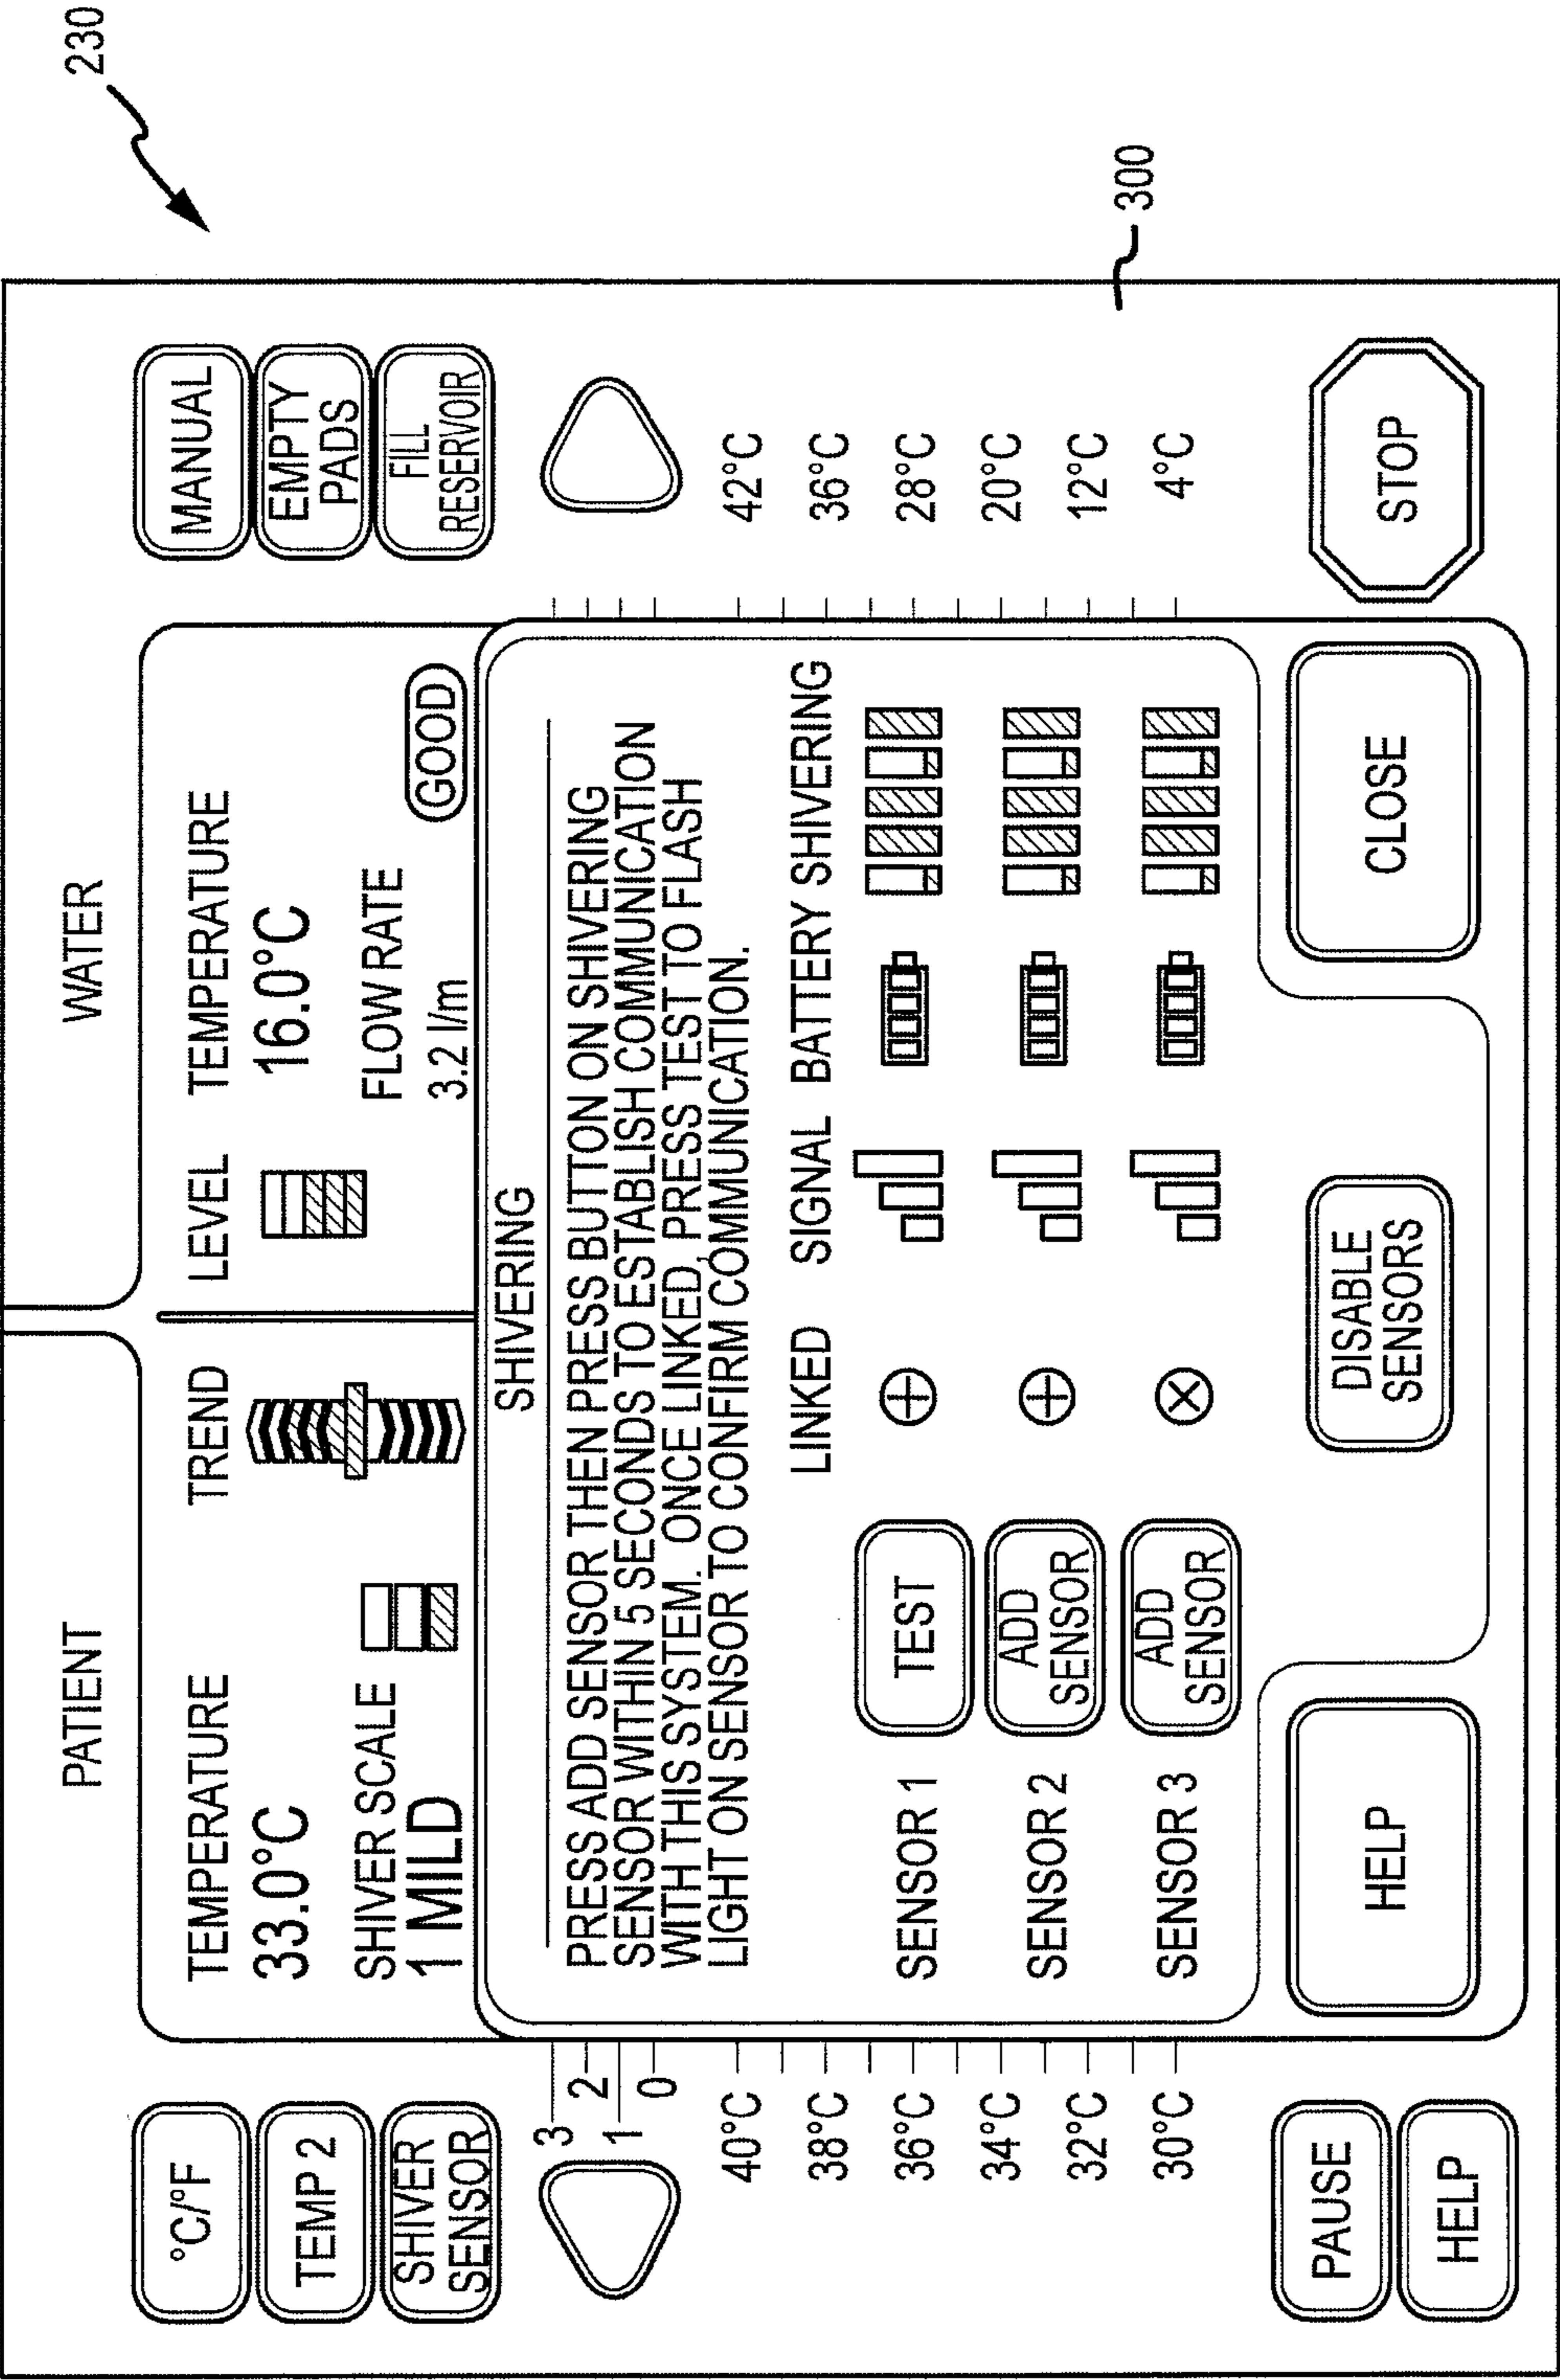 230
300
PATIENT
WATER
°C/°F
TEMP 2
SHIVER
SENSOR
TEMPERATURE
33.0°C
SHIVER SCALE
1 MILD
TREND
LEVEL
TEMPERATURE
16.0°C
FLOW RATE
3.2 l/m
GOOD
MANUAL
EMPTY
PADS
FILL
RESERVOIR
3
2
1
0
40°C
38°C
36°C
34°C
32°C
30°C
SHIVERING
PRESS ADD SENSOR THEN PRESS BUTTON ON SHIVERING
SENSOR WITHIN 5 SECONDS TO ESTABLISH COMMUNICATION
WITH THIS SYSTEM. ONCE LINKED, PRESS TEST TO FLASH
LIGHT ON SENSOR TO CONFIRM COMMUNICATION.
LINKED SIGNAL BATTERY SHIVERING
SENSOR 1 TEST
SENSOR 2 ADD
SENSOR
SENSOR 3 ADD
SENSOR
42°C
36°C
28°C
20°C
12°C
4°C
PAUSE
HELP
HELP
DISABLE
SENSORS
CLOSE
STOP